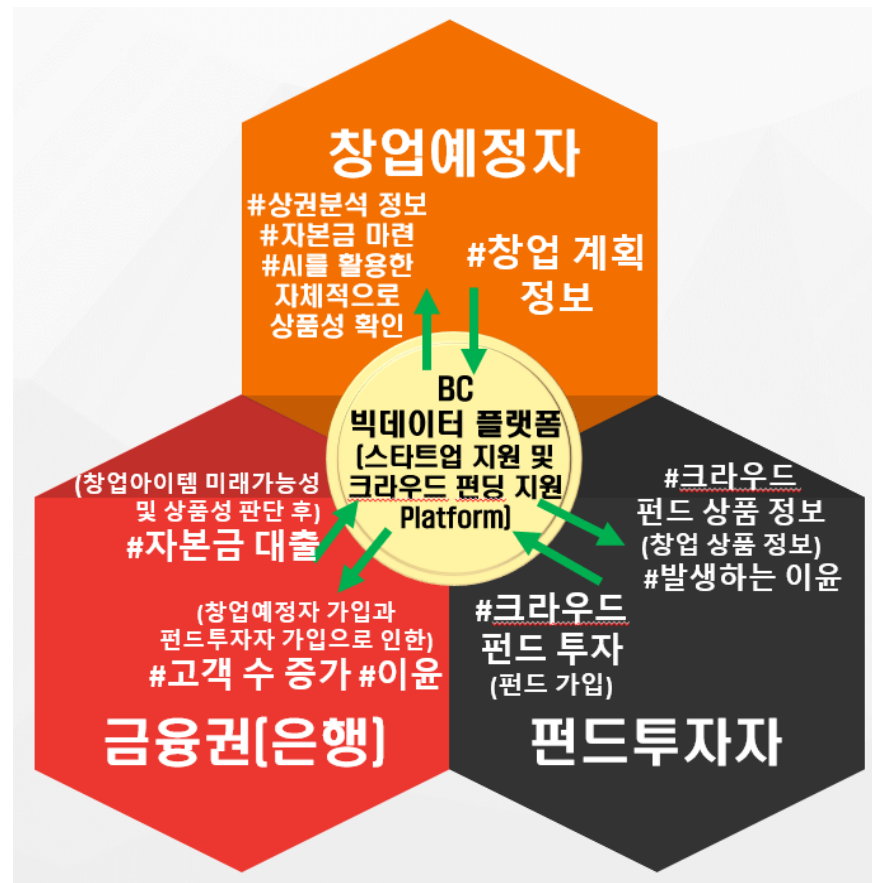 창업예정자
#상권분석 정보
#자본금 마련
#AI를 활용한
자체적으로
상품성 확인
#창업 계획
정보
BC
빅데이터 플랫폼
(스타트업 지원 및
크라우드 펀딩 지원
Platform)
(창업아이템 미래가능성
및 상품성 판단 후)
#자본금 대출
(창업예정자 가입과
펀드투자자 가입으로 인한)
#고객 수 증가 #이윤
금융권(은행)
#크라우드
펀드 상품 정보
(창업 상품 정보)
#발생하는 이윤
#크라우드
펀드 투자
(펀드 가입)
펀드투자자